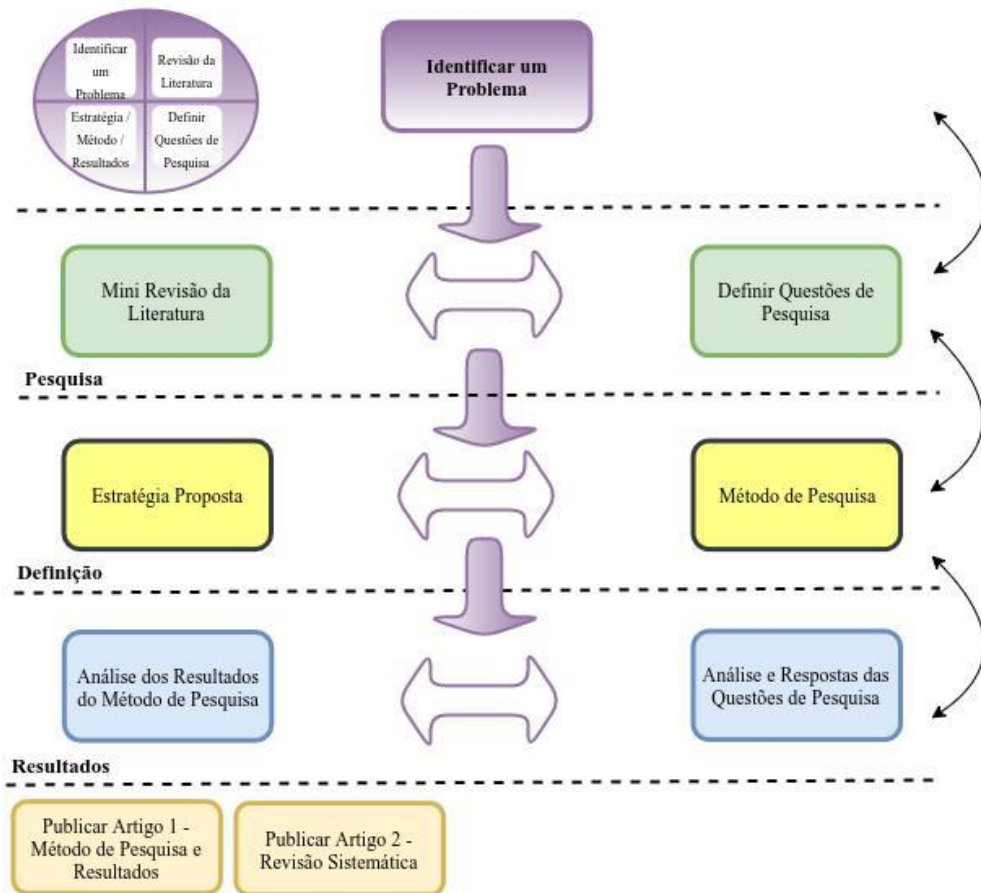 Identificar
um
Problema
Revisão da
Literatura
Estratégia /
Método /
Resultados
Definir
Questões de
Pesquisa
Identificar um
Problema
Mini Revisão da
Literatura
Definir Questões de
Pesquisa
Pesquisa
Estratégia Proposta
Método de Pesquisa
Definição
Análise dos Resultados
do Método de Pesquisa
Análise e Respostas das
Questões de Pesquisa
Resultados
Publicar Artigo 1 -
Método de Pesquisa e
Resultados
Publicar Artigo 2 -
Revisão Sistemática